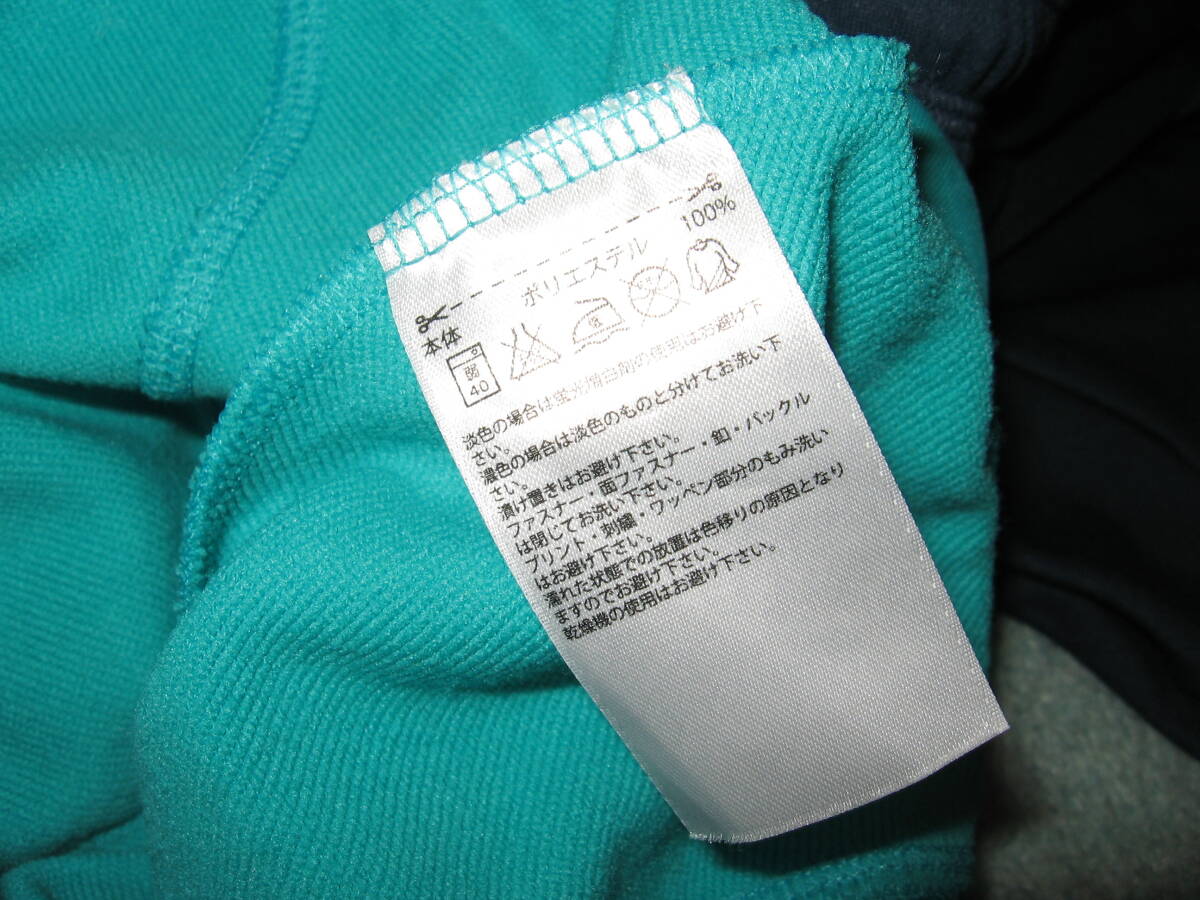 本体 ポリエステル 100%
弱
40
低
淡色の場合は蛍光増白剤の使用はお避け下
さい。
濃色の場合は淡色のものと分けてお洗い下
さい。
漬け置きはお避け下さい。
ファスナー・面ファスナー・釦・バックル
は閉じてお洗い下さい。
プリント・刺繍・ワッペン部分のもみ洗い
はお避け下さい。
濡れた状態での放置は色移りの原因となり
ますのでお避け下さい。
乾燥機の使用はお避け下さい。